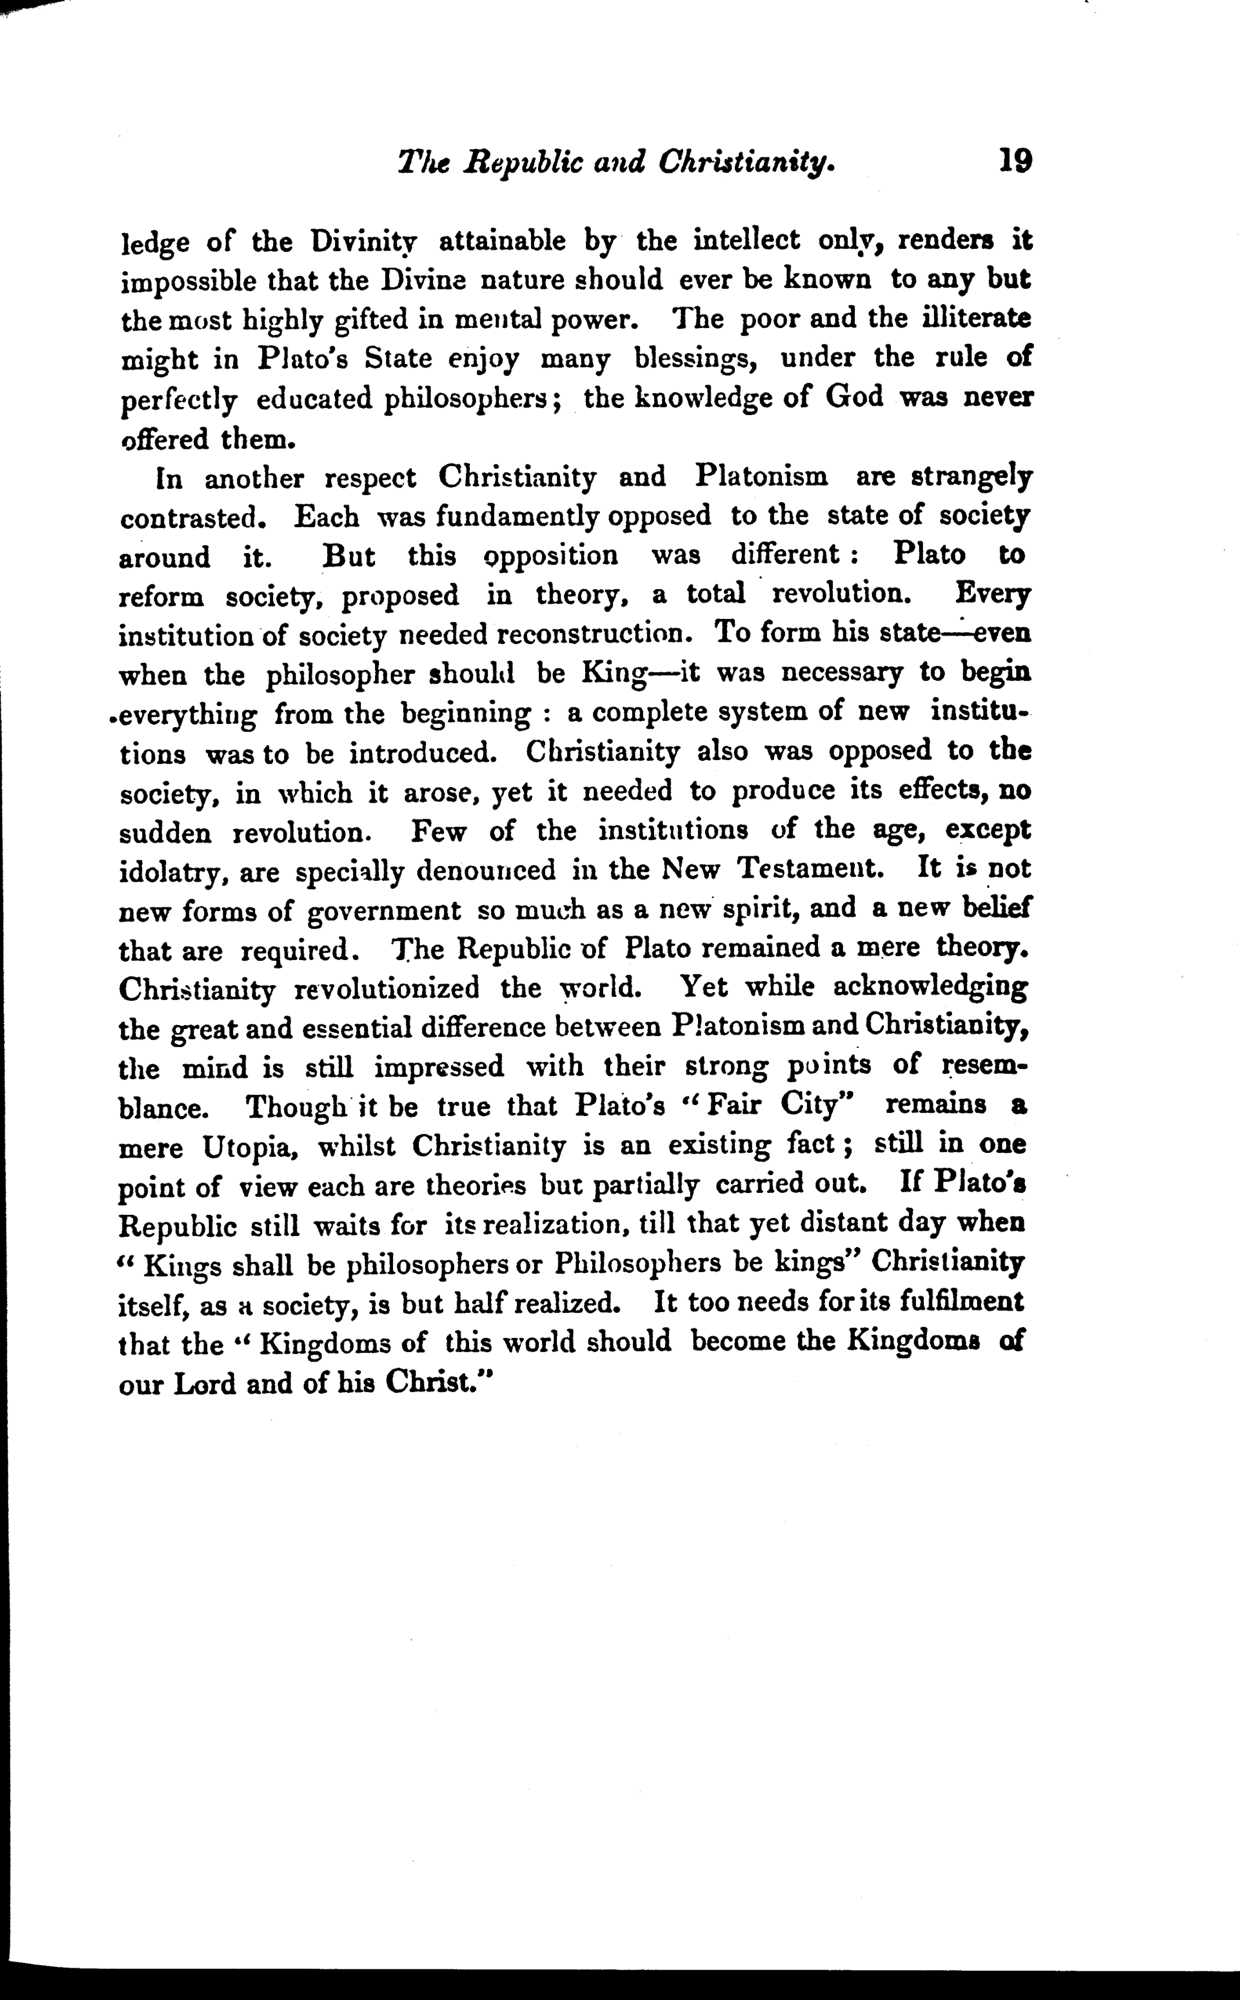 The Republic and Christianity. 19
ledge of the Divinity attainable by the intellect only, renders it
impossible that the Divine nature should ever be known to any but
the most highly gifted in mental power. The poor and the illiterate
might in Plato's State enjoy many blessings, under the rule of
perfectly educated philosophers; the knowledge of God was never
offered them.
In another respect Christianity and Platonism are strangely
contrasted. Each was fundamently opposed to the state of society
around it. But this opposition was different : Plato to
reform society, proposed in theory, a total revolution. Every
institution of society needed reconstruction. To form his state—even
when the philosopher should be King—it was necessary to begin
everything from the beginning : a complete system of new institu-
tions was to be introduced. Christianity also was opposed to the
society, in which it arose, yet it needed to produce its effects, no
sudden revolution. Few of the institutions of the age, except
idolatry, are specially denounced in the New Testament. It is not
new forms of government so much as a new spirit, and a new belief
that are required. The Republic of Plato remained a mere theory.
Christianity revolutionized the world. Yet while acknowledging
the great and essential difference between Platonism and Christianity,
the mind is still impressed with their strong points of resem-
blance. Though it be true that Plato's “ Fair City” remains a
mere Utopia, whilst Christianity is an existing fact ; still in one
point of view each are theories but partially carried out. If Plato's
Republic still waits for its realization, till that yet distant day when
“ Kings shall be philosophers or Philosophers be kings” Christianity
itself, as a society, is but half realized. It too needs for its fulfilment
that the “ Kingdoms of this world should become the Kingdoms of
our Lord and of his Christ.”